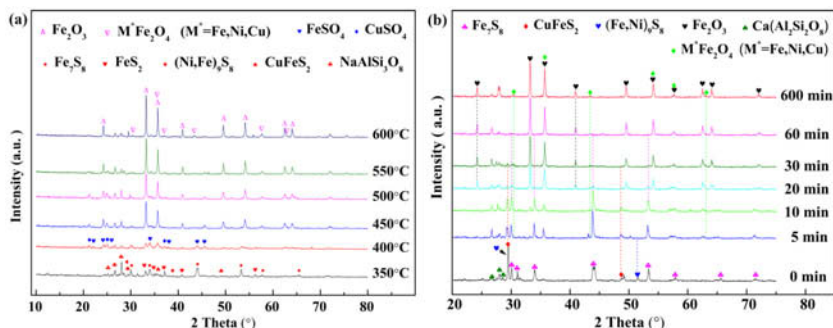 (a)
Fe₂O₃ M*Fe₂O₄ (M*=Fe,Ni,Cu) FeSO₄ CuSO₄
Fe₇S₈ FeS₂ (Ni,Fe)₉S₈ CuFeS₂ NaAlSi₃O₈
600°C
550°C
500°C
450°C
400°C
350°C
Intensity (a.u.)
10 20 30 40 50 60 70 80
2 Theta (°)
(b)
Fe₇S₈ CuFeS₂ (Fe,Ni)₉S₈ Fe₂O₃ Ca(Al₂Si₂O₈)
M*Fe₂O₄ (M*=Fe,Ni,Cu)
600 min
60 min
30 min
20 min
10 min
5 min
0 min
Intensity (a.u.)
20 30 40 50 60 70 80
2 Theta (°)